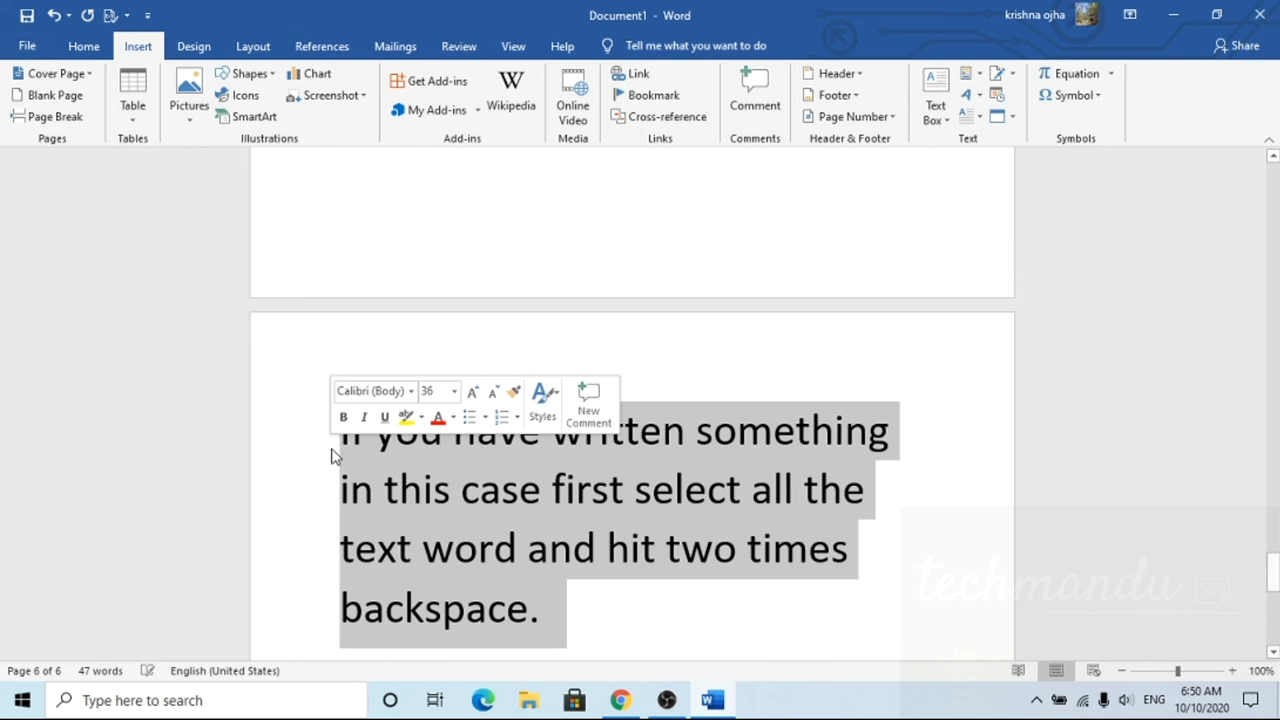 Document1 - Word
krishna ojha
File Home Insert Design Layout References Mailings Review View Help Tell me what you want to do Share
Cover Page
Blank Page
Page Break
Pages
Table
Tables
Pictures
Shapes
Icons
SmartArt
Chart
Screenshot
Illustrations
Get Add-ins
My Add-ins
W
Wikipedia
Add-ins
Online
Video
Media
Link
Bookmark
Cross-reference
Links
Comment
Comments
Header
Footer
Page Number
Header & Footer
Text
Box
Text
Equation
Symbol
Symbols
Calibri (Body) 36
B I U
Styles
New
Comment
If you have written something
in this case first select all the
text word and hit two times
backspace.
techmandu
Page 6 of 6 47 words English (United States) 100%
Type here to search
ENG
6:50 AM
10/10/2020